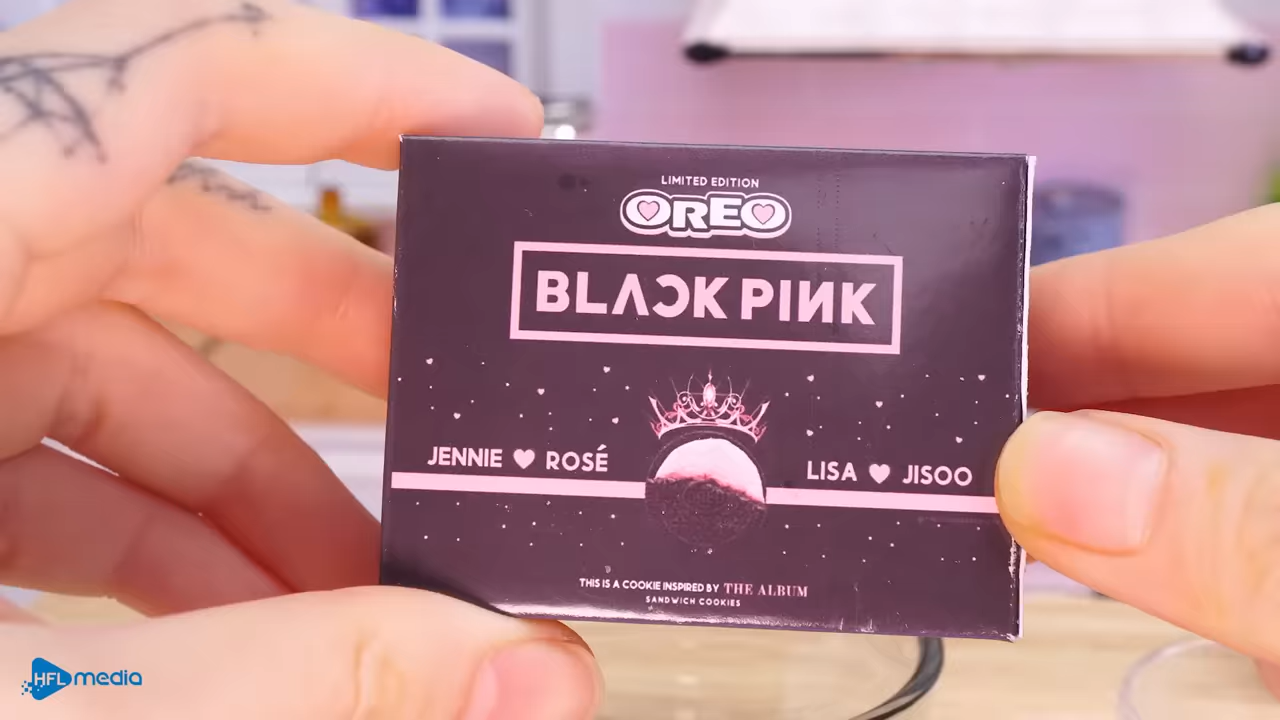 LIMITED EDITION
OREO
BLACKPINK
JENNIE ♥ ROSÉ
LISA ♥ JISOO
THIS IS A COOKIE INSPIRED BY THE ALBUM
SANDWICH COOKIES
HFL media